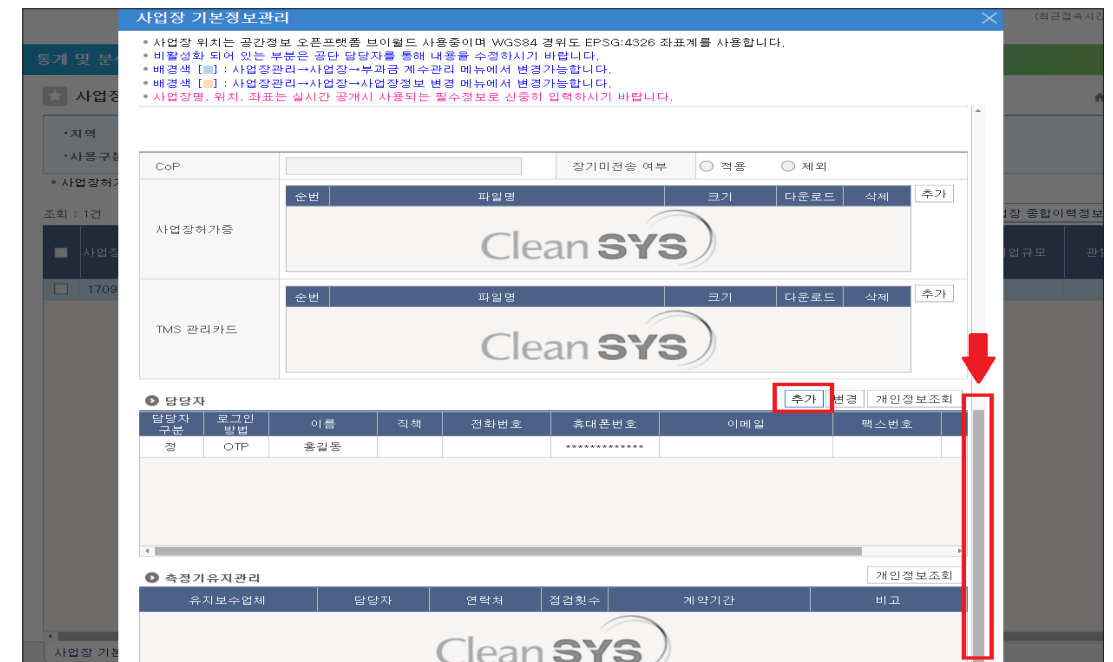 사업장 기본정보관리
(최근접속시간
* 사업장 위치는 공간정보 오픈프랫폼 브이월드 사용중이며 WGS84 경위도 EPSG:4326 좌표계를 사용합니다.
* 비활성화 되어 있는 부분은 공단 담당자를 통해 내용을 수정하시기 바랍니다.
* 배경색 [■] : 사업장관리→사업장→부과금 계수관리 메뉴에서 변경가능합니다.
* 배경색 [■] : 사업장관리→사업장→사업장정보 변경 메뉴에서 변경가능합니다.
* 사업장명, 위치, 좌표는 실시간 공개시 사용되는 필수정보로 신중히 입력하시기 바랍니다.
통계 및 분
사업장
·지역
·사용구분
* 사업장허가
조회 : 1건
장 종합이력정보
사업장
업규모
관할
1709
CoP
장기미전송 여부
적용
제외
사업장허가증
순번 파일명 크기 다운로드 삭제
추가
Clean SYS
TMS 관리카드
순번 파일명 크기 다운로드 삭제
추가
Clean SYS
담당자
추가 변경 개인정보조회
담당자구분 로그인방법 이름 직책 전화번호 휴대폰번호 이메일 팩스번호
정 OTP 홍길동 *************
측정기유지관리
개인정보조회
유지보수업체 담당자 연락처 점검횟수 계약기간 비고
Clean SYS
사업장 기본